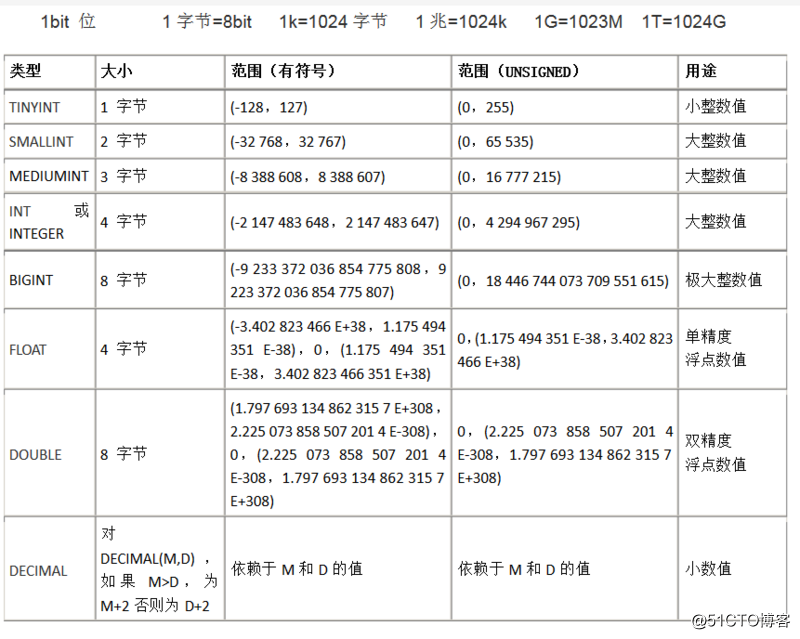 1bit 位 1 字节=8bit 1k=1024 字节 1 兆=1024k 1G=1023M 1T=1024G
类型 大小 范围（有符号） 范围（UNSIGNED） 用途
TINYINT 1 字节 (-128，127) (0，255) 小整数值
SMALLINT 2 字节 (-32 768，32 767) (0，65 535) 大整数值
MEDIUMINT 3 字节 (-8 388 608，8 388 607) (0，16 777 215) 大整数值
INT 或
INTEGER
4 字节
(-2 147 483 648，2 147 483 647)
(0，4 294 967 295)
大整数值
BIGINT
8 字节
(-9 233 372 036 854 775 808，9
223 372 036 854 775 807)
(0，18 446 744 073 709 551 615)
极大整数值
FLOAT
4 字节
(-3.402 823 466 E+38，1.175 494
351 E-38)，0，(1.175 494 351
E-38，3.402 823 466 351 E+38)
0，(1.175 494 351 E-38，3.402 823
466 E+38)
单精度
浮点数值
DOUBLE
8 字节
(1.797 693 134 862 315 7 E+308，
2.225 073 858 507 201 4 E-308)，
0，(2.225 073 858 507 201 4
E-308，1.797 693 134 862 315 7
E+308)
0，(2.225 073 858 507 201 4
E-308，1.797 693 134 862 315 7
E+308)
双精度
浮点数值
DECIMAL
对
DECIMAL(M,D) ，
如果 M>D，为
M+2 否则为 D+2
依赖于 M 和 D 的值
依赖于 M 和 D 的值
小数值
@51CTO博客